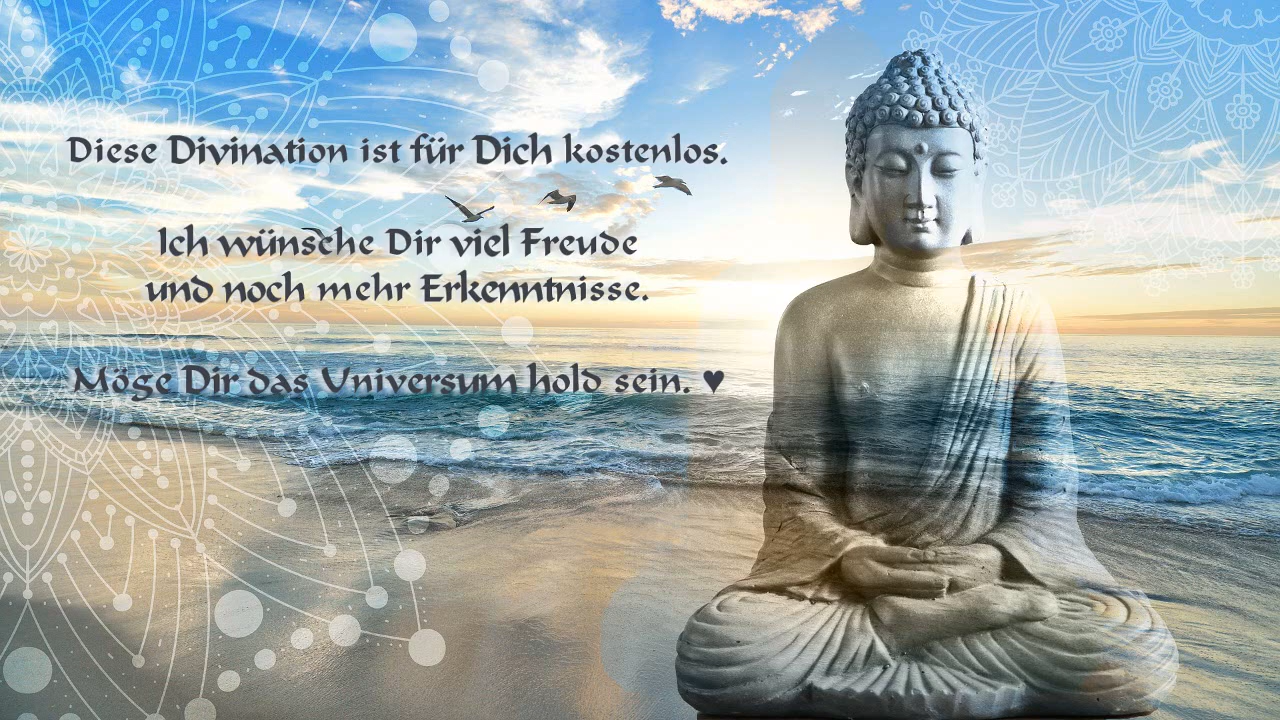 Diese Divination ist für Dich kostenlos.
Ich wünsche Dir viel Freude
und noch mehr Erkenntnisse.
Möge Dir das Universum hold sein. ♥